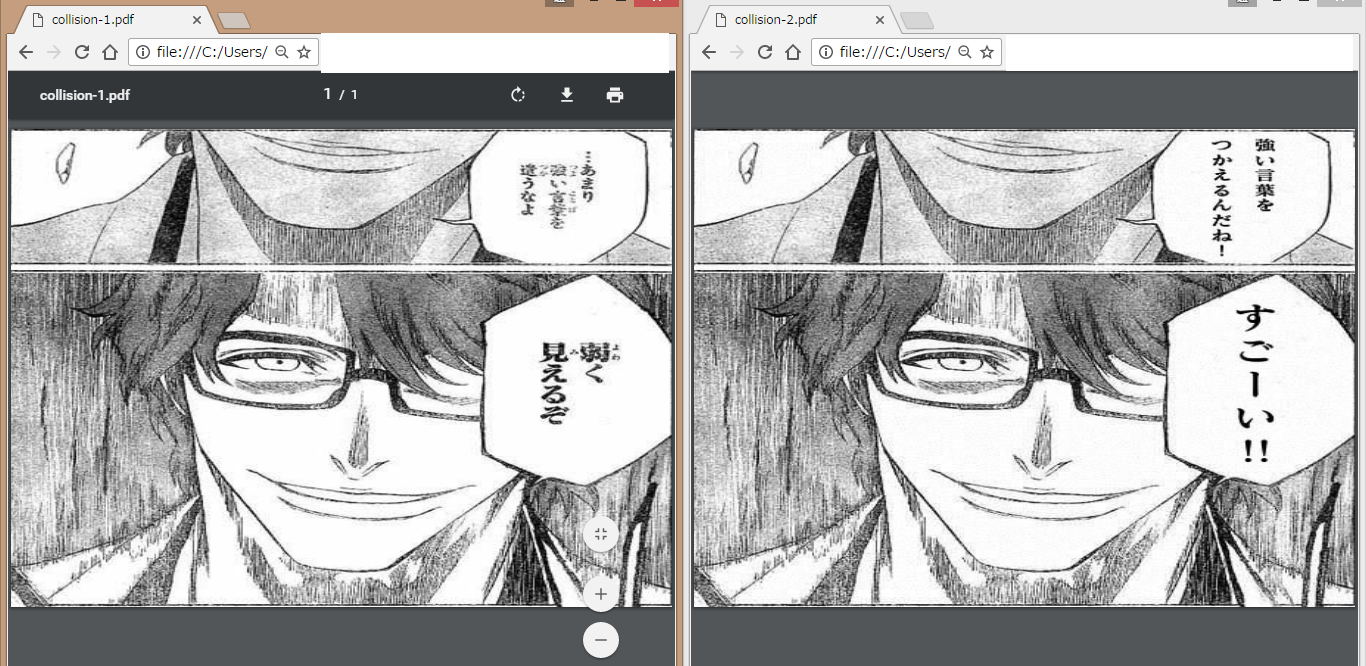 collision-1.pdf
file:///C:/Users/
collision-1.pdf
1 / 1
…あまり
強い言葉を
遣うなよ
弱く
見えるぞ
collision-2.pdf
file:///C:/Users/
強い言葉を
つかえるんだね！
すごーい!!